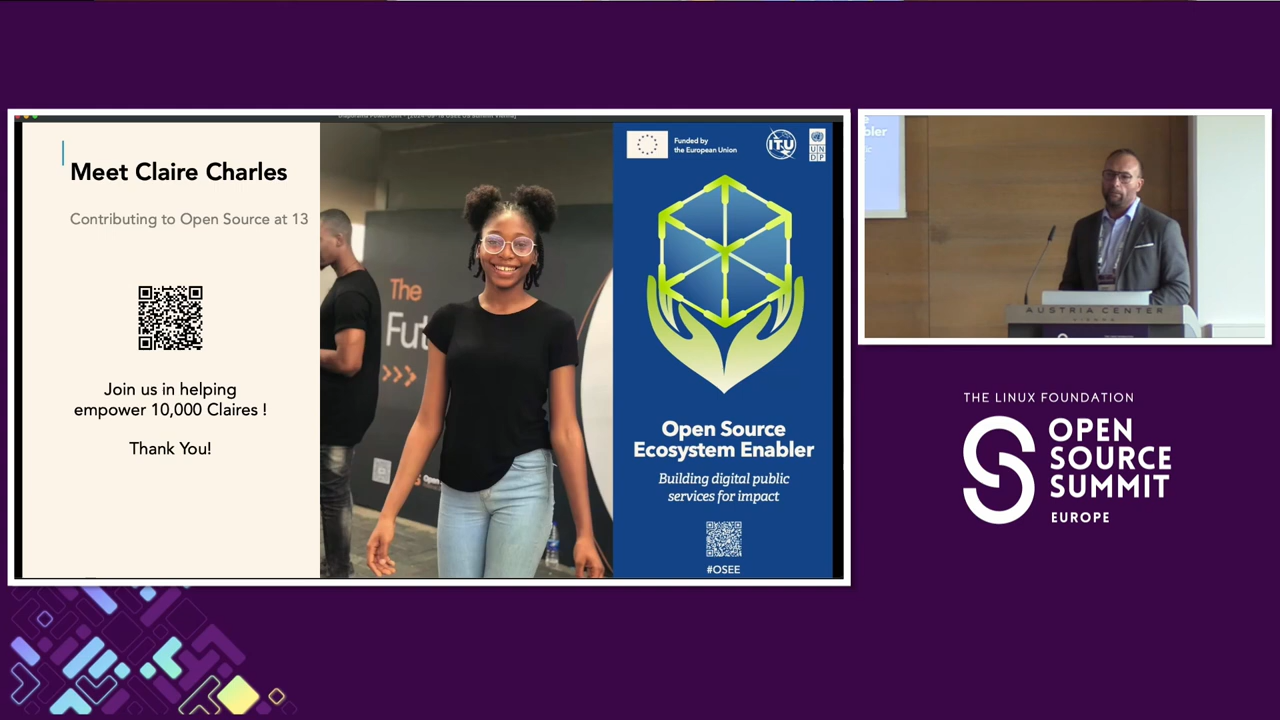 Meet Claire Charles
Contributing to Open Source at 13
Join us in helping
empower 10,000 Claires !
Thank You!
The
Fut
Funded by
the European Union
ITU
U N
D P
Open Source
Ecosystem Enabler
Building digital public
services for impact
#OSEE
AUSTRIA CENTER
VIENNA
THE LINUX FOUNDATION
OPEN
SOURCE
SUMMIT
EUROPE